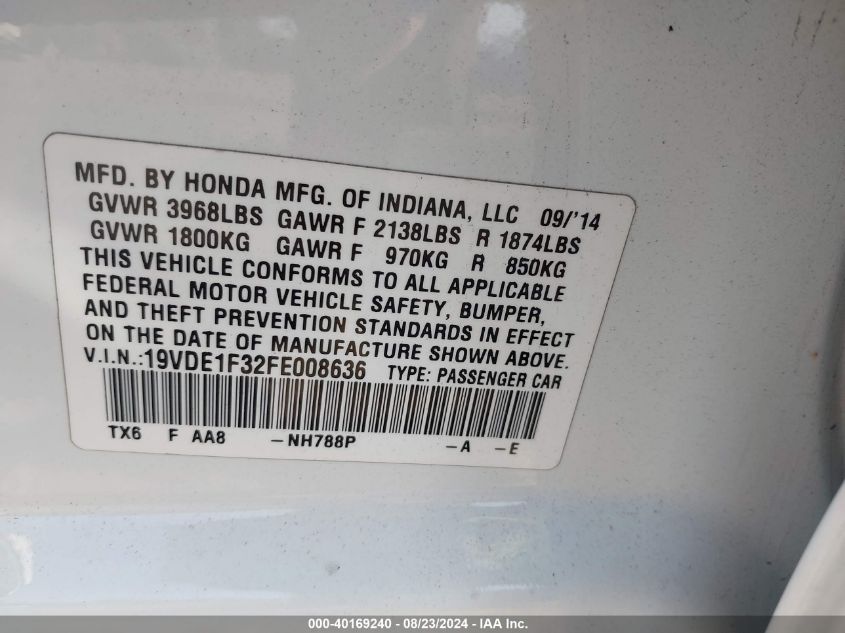 MFD. BY HONDA MFG. OF INDIANA, LLC 09/'14
GVWR 3968LBS GAWR F 2138LBS R 1874LBS
GVWR 1800KG GAWR F 970KG R 850KG
THIS VEHICLE CONFORMS TO ALL APPLICABLE
FEDERAL MOTOR VEHICLE SAFETY, BUMPER,
AND THEFT PREVENTION STANDARDS IN EFFECT
ON THE DATE OF MANUFACTURE SHOWN ABOVE.
V.I.N.:19VDE1F32FE008636 TYPE: PASSENGER CAR
TX6 F AA8 -NH788P -A -E
000-40169240 - 08/23/2024 - IAA Inc.